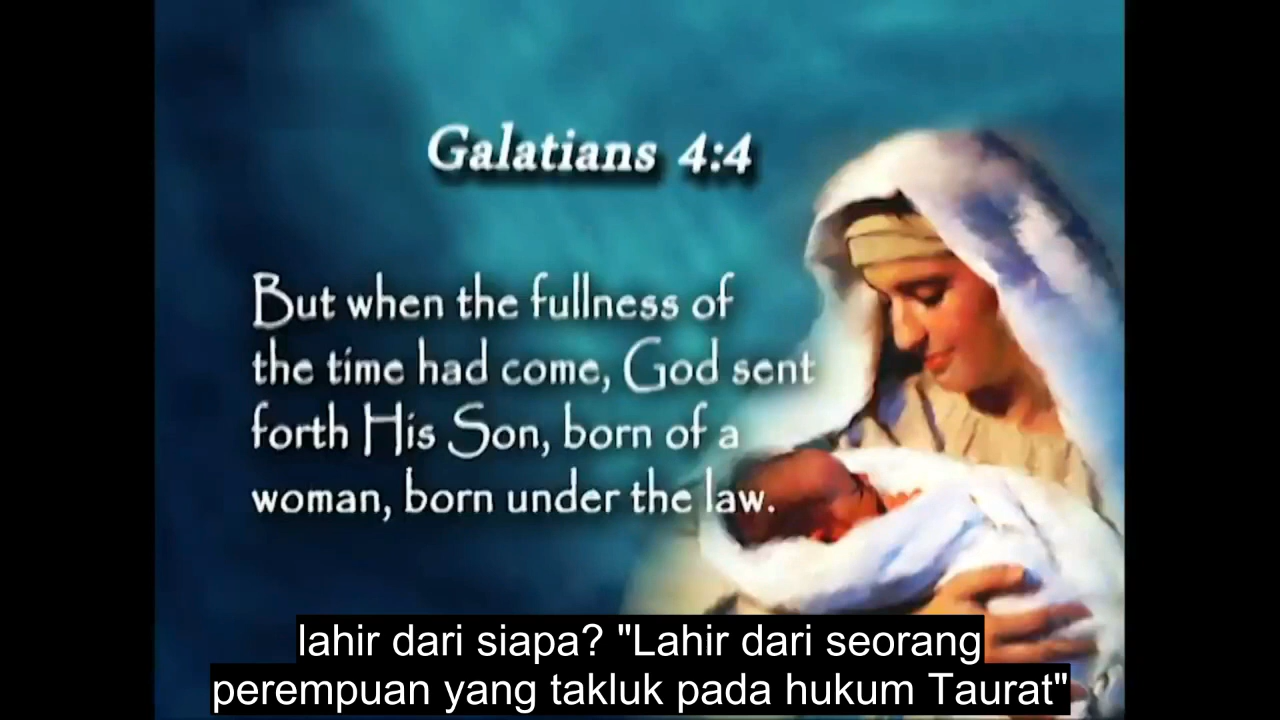 Galatians 4:4
But when the fullness of
the time had come, God sent
forth His Son, born of a
woman, born under the law.
lahir dari siapa? "Lahir dari seorang
perempuan yang takluk pada hukum Taurat"